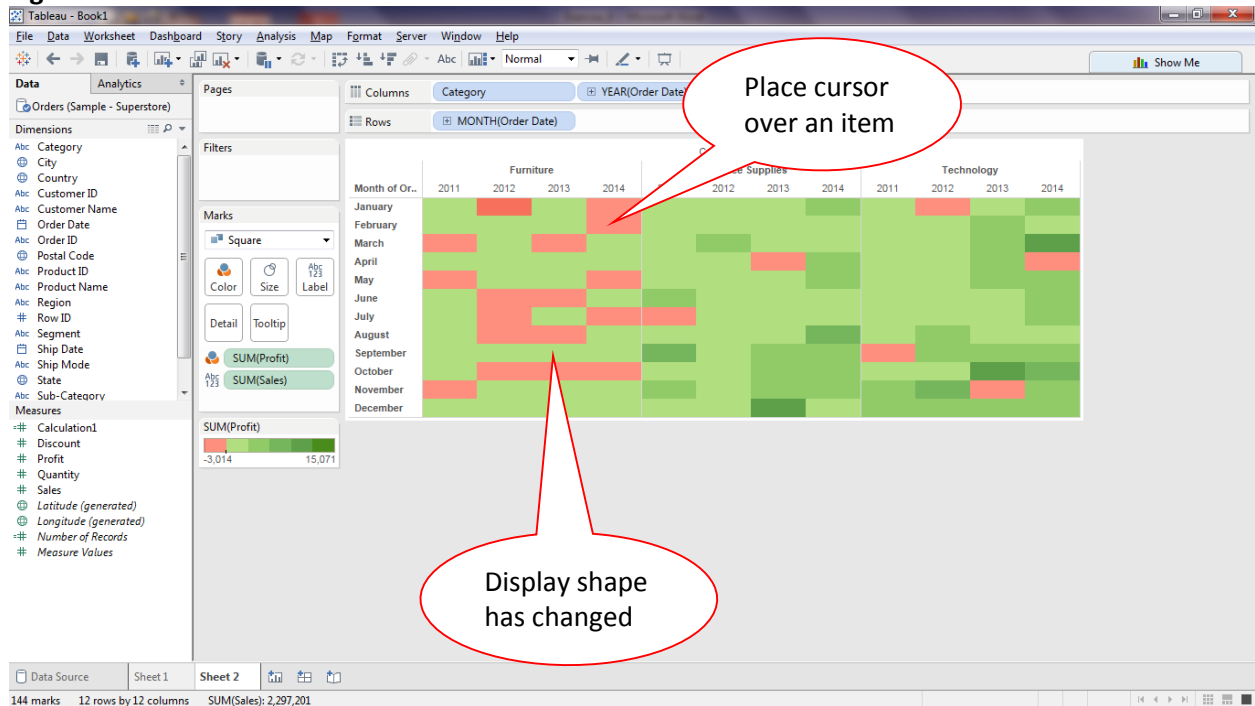 Tableau - Book1
File Data Worksheet Dashboard Story Analysis Map Format Server Window Help
Abc Normal Show Me
Data Analytics
Orders (Sample - Superstore)
Dimensions
Abc Category
City
Country
Abc Customer ID
Abc Customer Name
Order Date
Abc Order ID
Postal Code
Abc Product ID
Abc Product Name
Abc Region
# Row ID
Abc Segment
Ship Date
Abc Ship Mode
State
Abc Sub-Category
Measures
=# Calculation1
# Discount
# Profit
# Quantity
# Sales
Latitude (generated)
Longitude (generated)
=# Number of Records
# Measure Values
Pages
Filters
Marks
Square
Color Size Abc 123 Label
Detail Tooltip
SUM(Profit)
Abc 123 SUM(Sales)
SUM(Profit)
-3,014 15,071
Columns Category YEAR(Order Date)
Rows MONTH(Order Date)
Place cursor
over an item
Furniture Supplies Technology
Month of Or.. 2011 2012 2013 2014 2012 2013 2014 2011 2012 2013 2014
January
February
March
April
May
June
July
August
September
October
November
December
Display shape
has changed
Data Source Sheet 1 Sheet 2
144 marks 12 rows by 12 columns SUM(Sales): 2,297,201